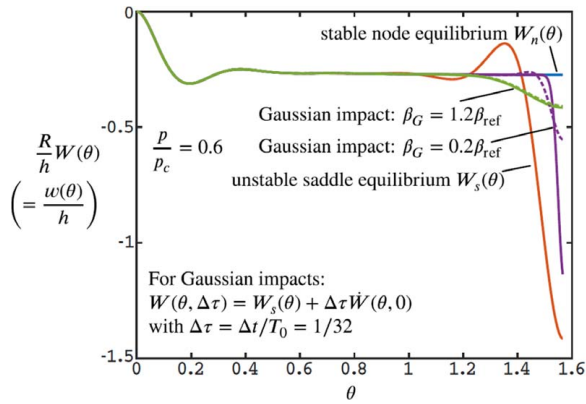 0
-0.5
-1
-1.5
0 0.2 0.4 0.6 0.8 1 1.2 1.4 1.6
θ
R/h W(θ)
(= w(θ)/h)
p/p_c = 0.6
stable node equilibrium W_n(θ)
Gaussian impact: β_G = 1.2β_ref
Gaussian impact: β_G = 0.2β_ref
unstable saddle equilibrium W_s(θ)
For Gaussian impacts:
W(θ, Δτ) = W_s(θ) + ΔτẆ(θ, 0)
with Δτ = Δt/T_0 = 1/32